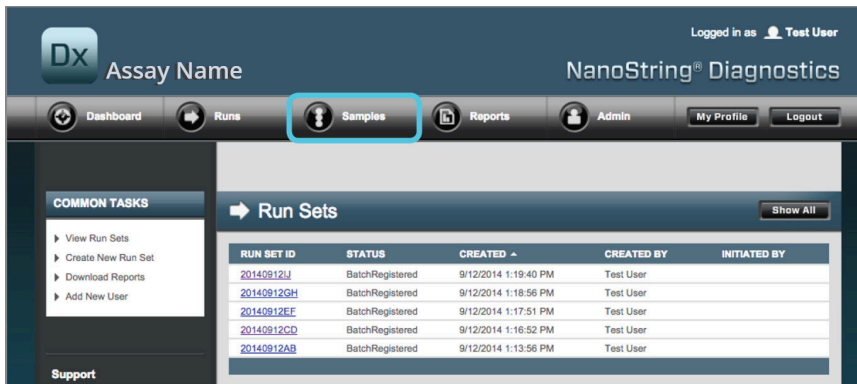 Logged in as Test User
Dx Assay Name
NanoString® Diagnostics
Dashboard Runs Samples Reports Admin My Profile Logout
COMMON TASKS
View Run Sets
Create New Run Set
Download Reports
Add New User
Support
Run Sets Show All
RUN SET ID STATUS CREATED CREATED BY INITIATED BY
20140912IJ BatchRegistered 9/12/2014 1:19:40 PM Test User
20140912GH BatchRegistered 9/12/2014 1:18:56 PM Test User
20140912EF BatchRegistered 9/12/2014 1:17:51 PM Test User
20140912CD BatchRegistered 9/12/2014 1:16:52 PM Test User
20140912AB BatchRegistered 9/12/2014 1:13:56 PM Test User